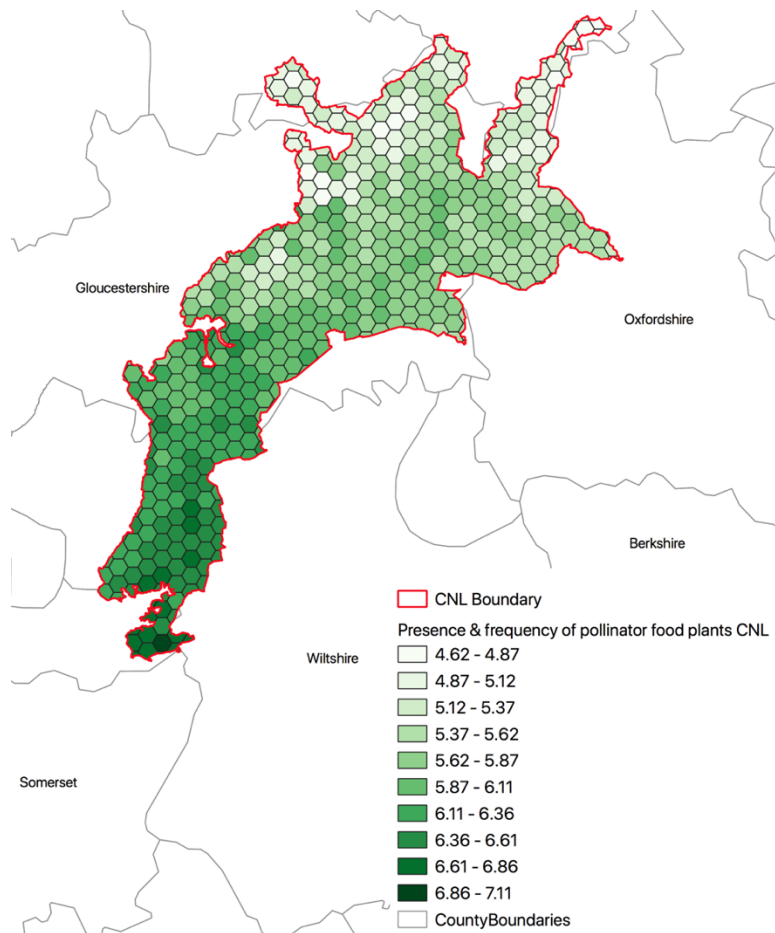 Gloucestershire
Oxfordshire
Berkshire
CNL Boundary
Presence & frequency of pollinator food plants CNL
4.62 - 4.87
Wiltshire
4.87 - 5.12
5.12 - 5.37
5.37 - 5.62
5.62 - 5.87
Somerset
5.87 - 6.11
6.11 - 6.36
6.36 - 6.61
6.61 - 6.86
6.86 - 7.11
CountyBoundaries